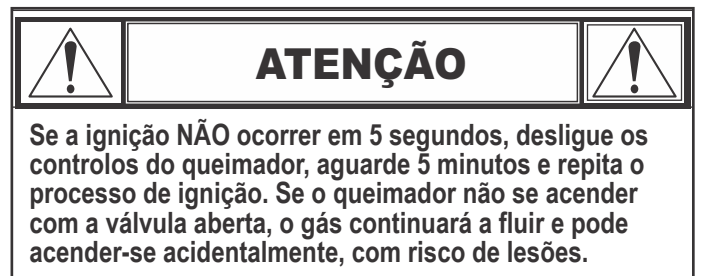 ATENÇÃO
Se a ignição NÃO ocorrer em 5 segundos, desligue os
controlos do queimador, aguarde 5 minutos e repita o
processo de ignição. Se o queimador não se acender
com a válvula aberta, o gás continuará a fluir e pode
acender-se acidentalmente, com risco de lesões.